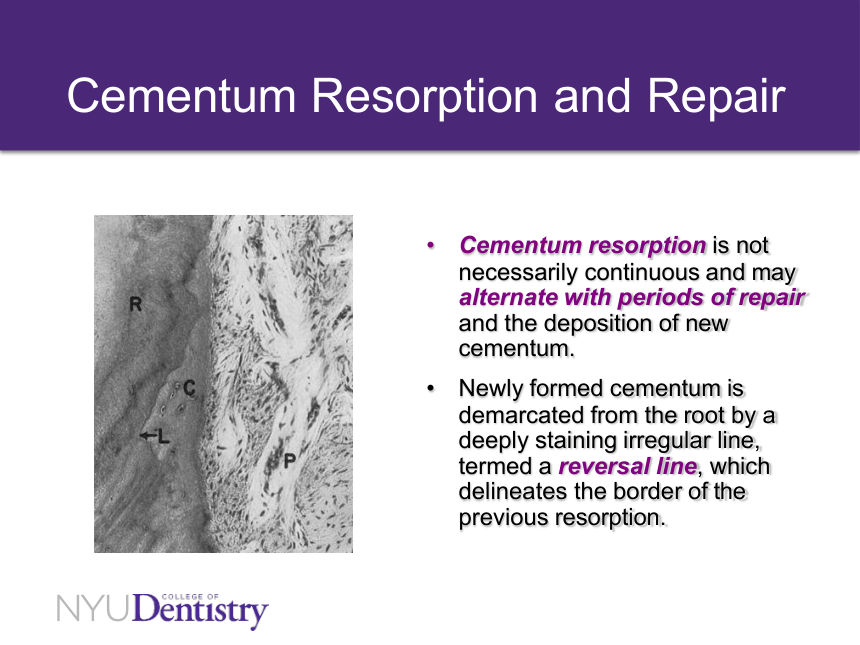 Cementum Resorption and Repair
R
C
L
P
• Cementum resorption is not
necessarily continuous and may
alternate with periods of repair
and the deposition of new
cementum.
• Newly formed cementum is
demarcated from the root by a
deeply staining irregular line,
termed a reversal line, which
delineates the border of the
previous resorption.
NYU COLLEGE OF
Dentistry